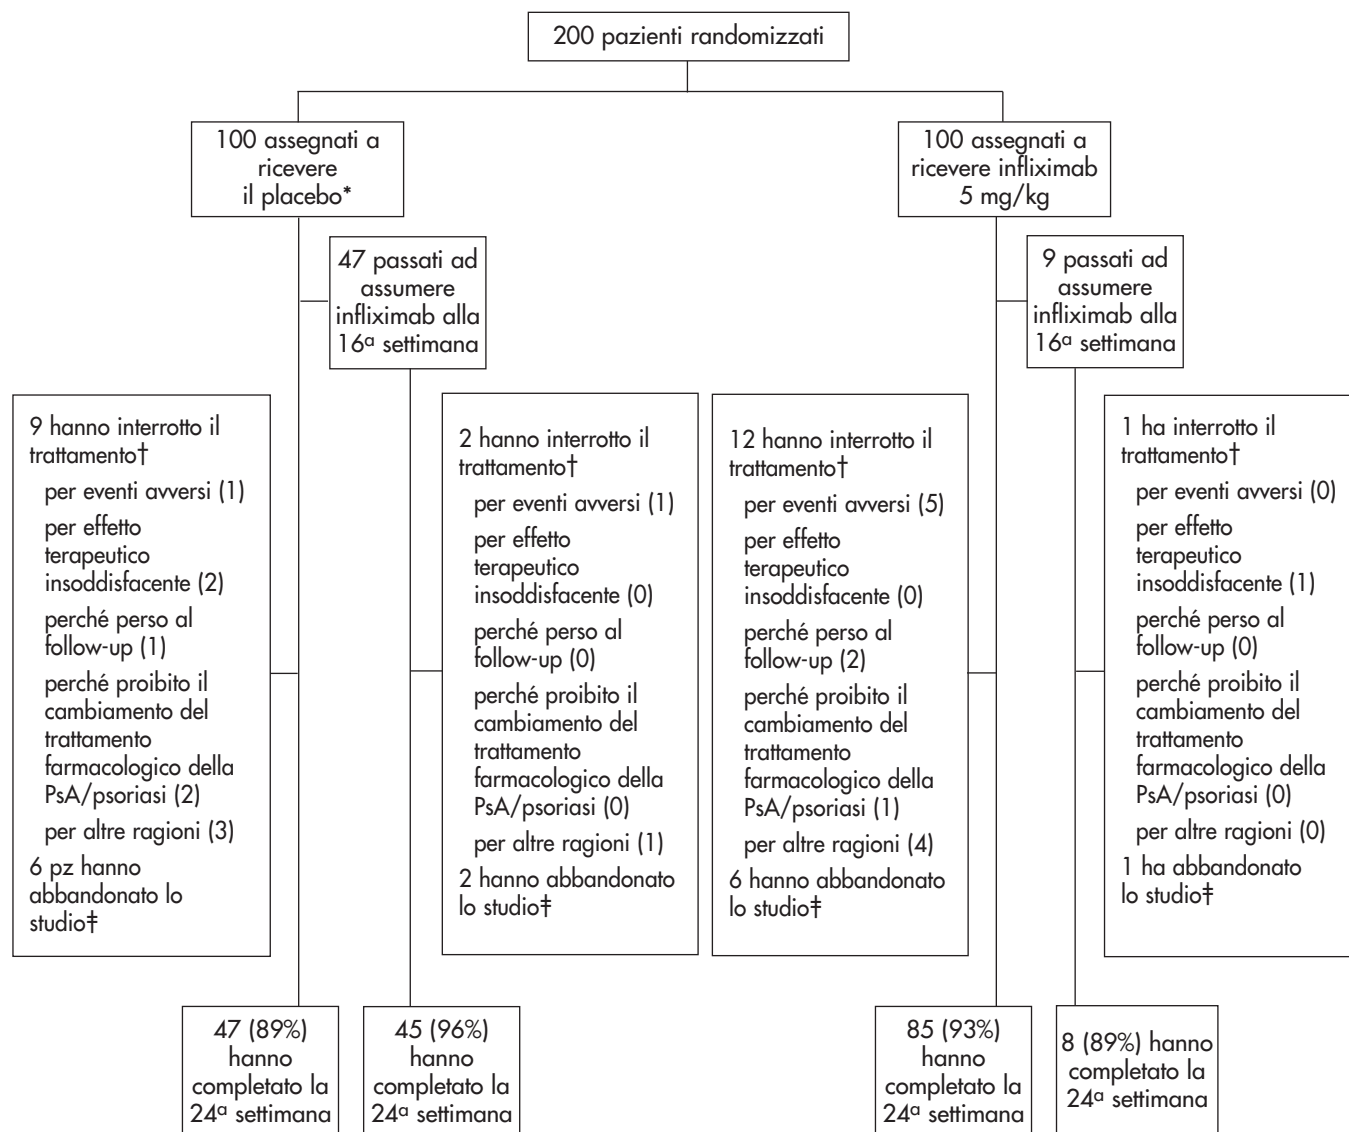 200 pazienti randomizzati
100 assegnati a
ricevere
il placebo*
100 assegnati a
ricevere infliximab
5 mg/kg
47 passati ad
assumere
infliximab alla
16ª settimana
9 passati ad
assumere
infliximab alla
16ª settimana
9 hanno interrotto il
trattamento†
per eventi avversi (1)
per effetto
terapeutico
insoddisfacente (2)
perché perso al
follow-up (1)
perché proibito il
cambiamento del
trattamento
farmacologico della
PsA/psoriasi (2)
per altre ragioni (3)
6 pz hanno
abbandonato lo
studio‡
2 hanno interrotto il
trattamento†
per eventi avversi (1)
per effetto
terapeutico
insoddisfacente (0)
perché perso al
follow-up (0)
perché proibito il
cambiamento del
trattamento
farmacologico della
PsA/psoriasi (0)
per altre ragioni (1)
2 hanno abbandonato
lo studio‡
12 hanno interrotto il
trattamento†
per eventi avversi (5)
per effetto
terapeutico
insoddisfacente (0)
perché perso al
follow-up (2)
perché proibito il
cambiamento del
trattamento
farmacologico della
PsA/psoriasi (1)
per altre ragioni (4)
6 hanno abbandonato
lo studio‡
1 ha interrotto il
trattamento†
per eventi avversi (0)
per effetto
terapeutico
insoddisfacente (1)
perché perso al
follow-up (0)
perché proibito il
cambiamento del
trattamento
farmacologico della
PsA/psoriasi (0)
per altre ragioni (0)
1 ha abbandonato
lo studio‡
47 (89%)
hanno
completato la
24ª settimana
45 (96%)
hanno
completato la
24ª settimana
85 (93%)
hanno
completato la
24ª settimana
8 (89%) hanno
completato la
24ª settimana